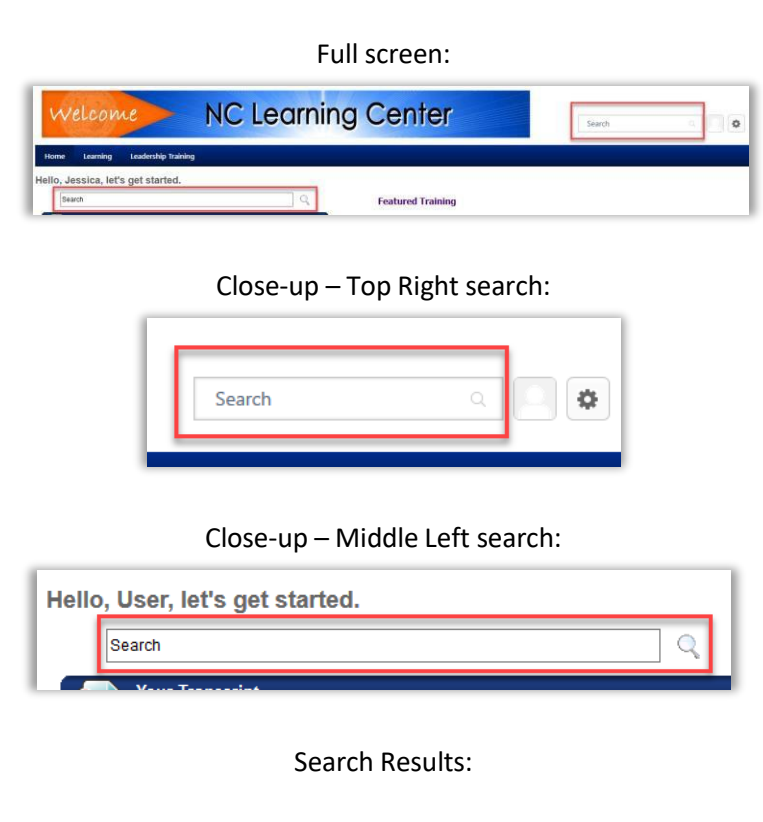 Full screen:
Welcome NC Learning Center
Search
Home Learning Leadership Training
Hello, Jessica, let's get started.
Search
Featured Training
Close-up – Top Right search:
Search
Close-up – Middle Left search:
Hello, User, let's get started.
Search
Your Transcript
Search Results: